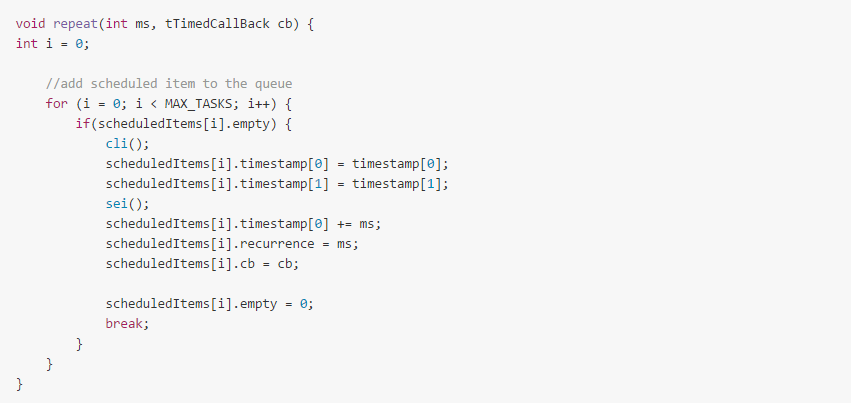 void repeat(int ms, tTimedCallBack cb) {
int i = 0;

    //add scheduled item to the queue
    for (i = 0; i < MAX_TASKS; i++) {
        if(scheduledItems[i].empty) {
            cli();
            scheduledItems[i].timestamp[0] = timestamp[0];
            scheduledItems[i].timestamp[1] = timestamp[1];
            sei();
            scheduledItems[i].timestamp[0] += ms;
            scheduledItems[i].recurrence = ms;
            scheduledItems[i].cb = cb;

            scheduledItems[i].empty = 0;
            break;
        }
    }
}